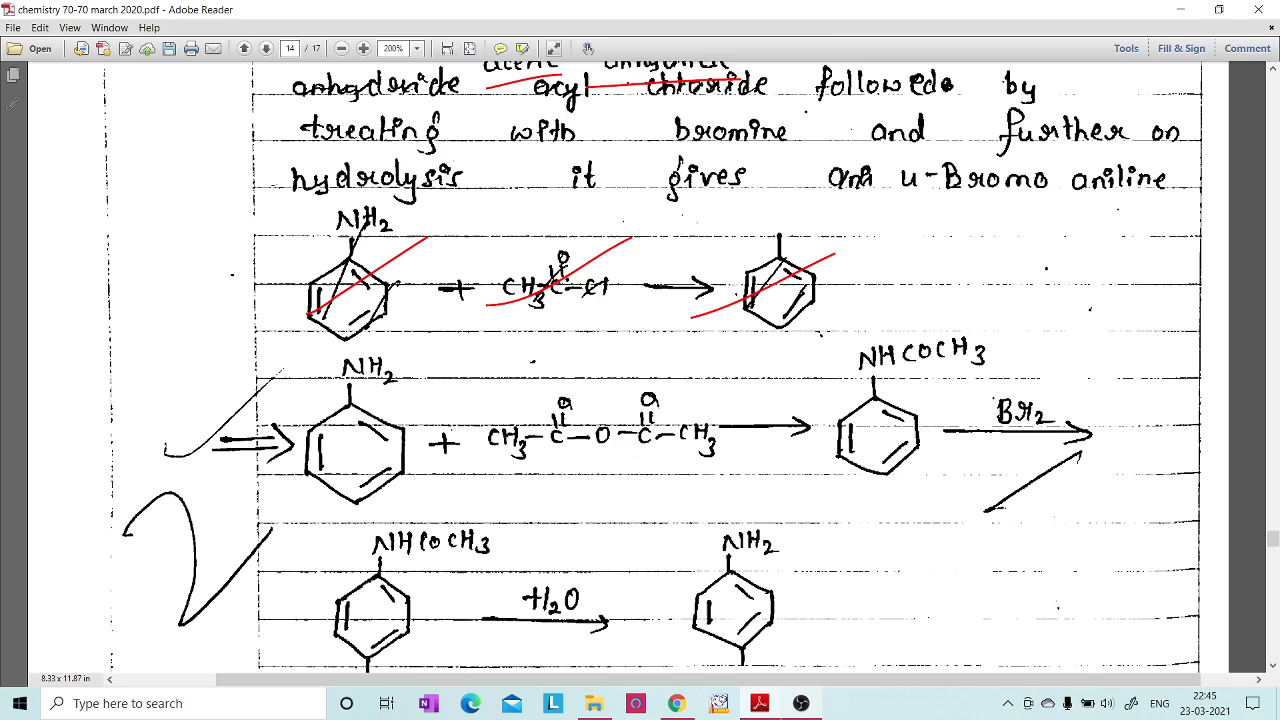 chemistry 70-70 march 2020.pdf - Adobe Reader
File Edit View Window Help
Open 14 / 17 200% Tools Fill & Sign Comment
anhydride acyl chloride followed by
treating with bromine and further on
hydrolysis it gives 4-Bromo aniline
NH2
+ CH3-C-Cl
O
NH2 NHCOCH3
O O Br2
+ CH3-C-O-C-CH3
NHCOCH3 NH2
H2O
8.33 x 11.87 in
Type here to search
ENG 22:45
23-03-2021